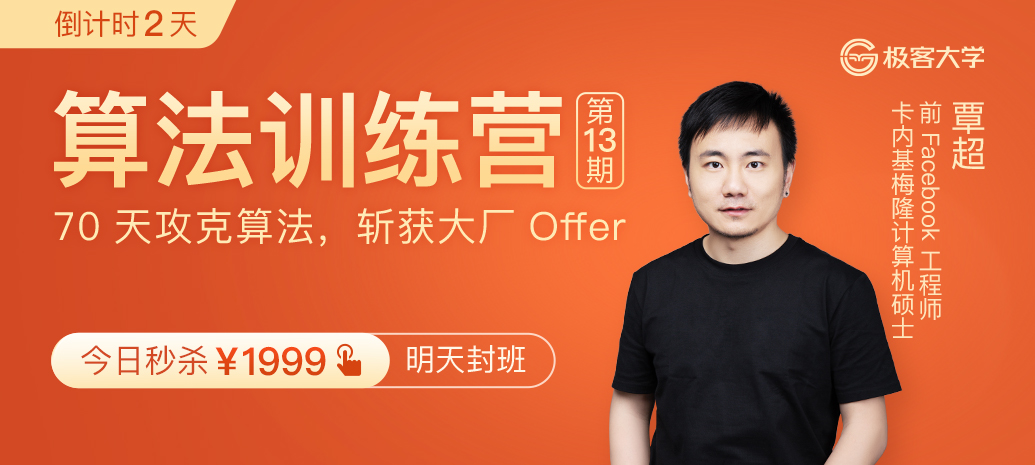 倒计时 2 天
极客大学
算法训练营
第13期
70 天攻克算法，斩获大厂 Offer
覃超
前 Facebook 工程师
卡内基梅隆计算机硕士
今日秒杀 ¥1999
明天封班